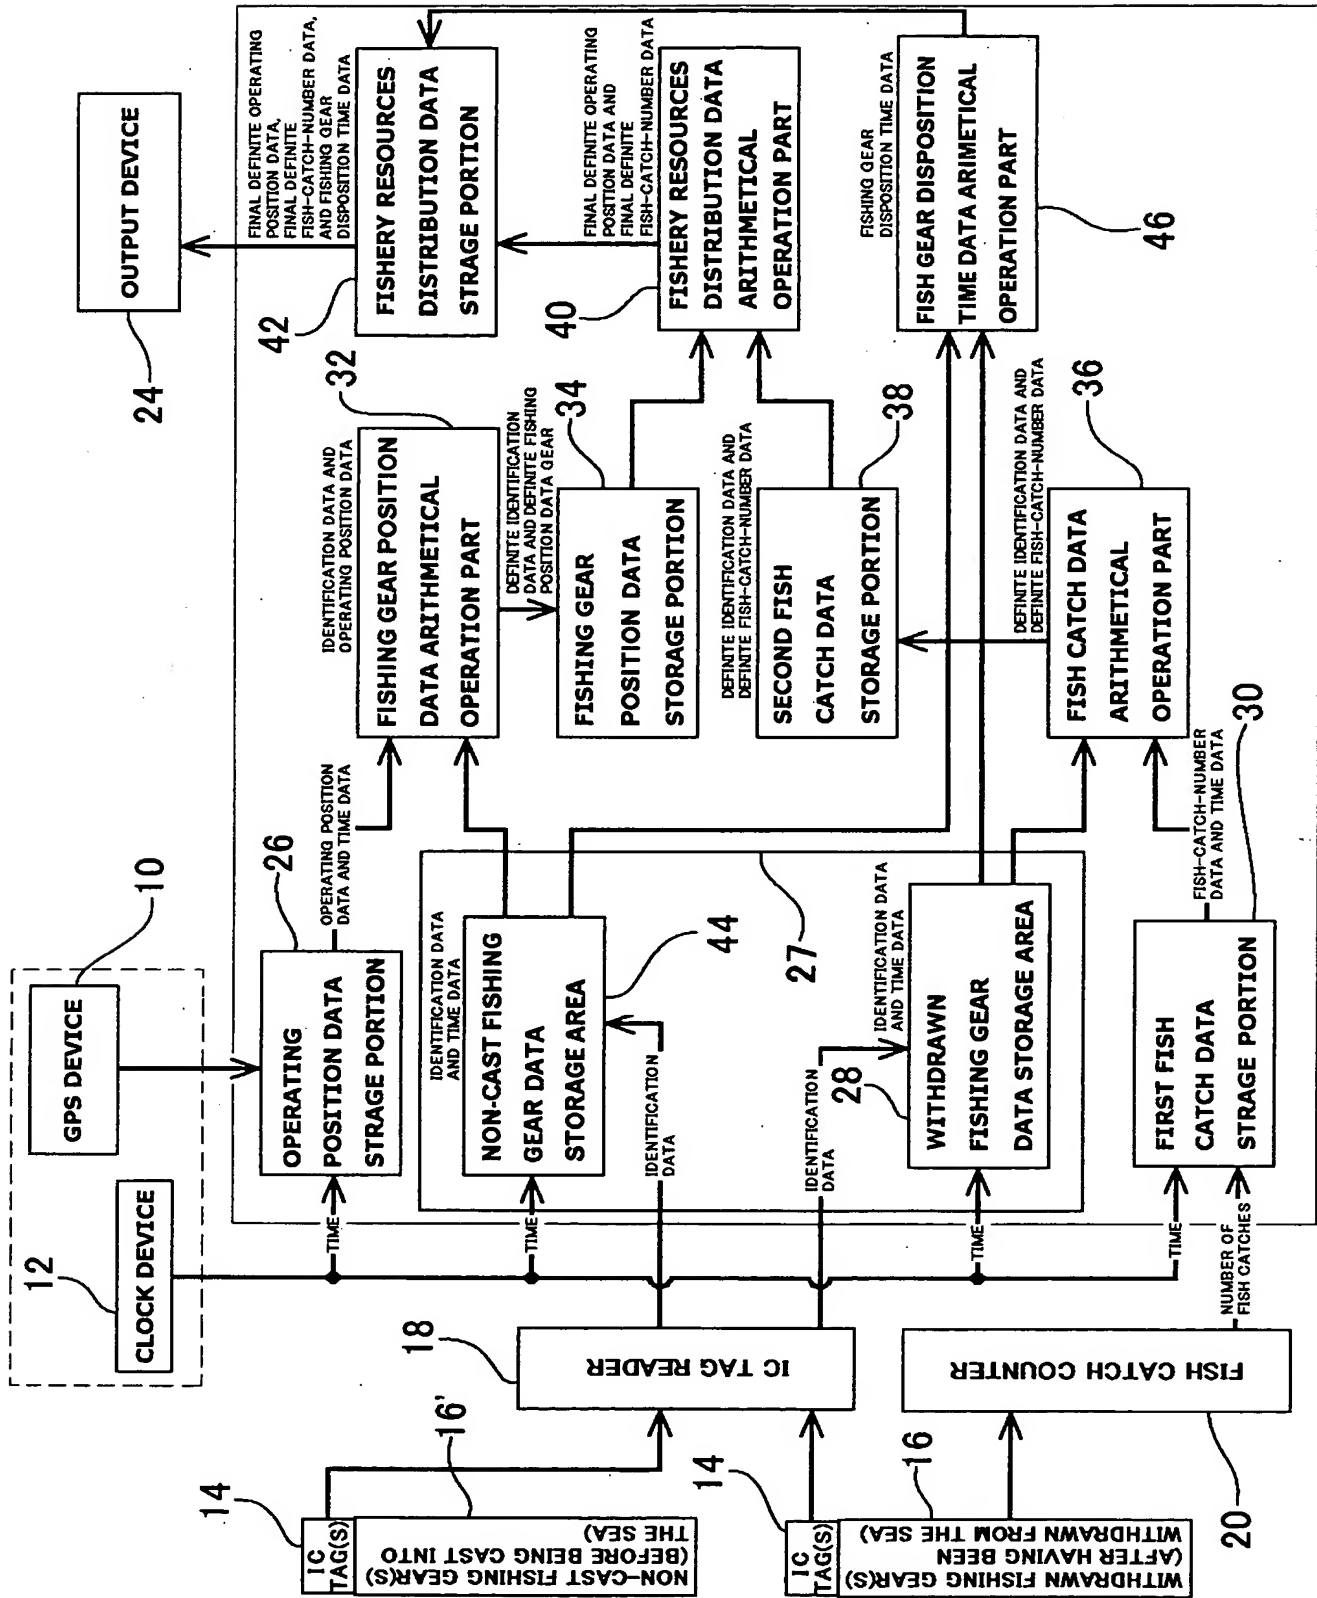 10
GPS DEVICE
12
CLOCK DEVICE
OUTPUT DEVICE
24
14
IC
TAG(S)
NON-CAST FISHING GEAR(S)
(BEFORE BEING CAST INTO
THE SEA)
16'
14
IC
TAG(S)
WITHDRAWN FISHING GEAR(S)
(AFTER HAVING BEEN
WITHDRAWN FROM THE SEA)
16
18
IC TAG READER
FISH CATCH COUNTER
20
TIME
TIME
TIME
TIME
NUMBER OF
FISH CATCHES
IDENTIFICATION
DATA
IDENTIFICATION
DATA
26
OPERATING
POSITION DATA
STRAGE PORTION
OPERATING POSITION
DATA AND TIME DATA
IDENTIFICATION DATA
AND TIME DATA
NON-CAST FISHING
GEAR DATA
STORAGE AREA
44
27
28
IDENTIFICATION DATA
AND TIME DATA
WITHDRAWN
FISHING GEAR
DATA STORAGE AREA
FIRST FISH
CATCH DATA
STRAGE PORTION
30
FISH-CATCH-NUMBER
DATA AND TIME DATA
IDENTIFICATION DATA AND
OPERATING POSITION DATA
32
FISHING GEAR POSITION
DATA ARITHMETICAL
OPERATION PART
DEFINITE IDENTIFICATION
DATA AND DEFINITE FISHING
POSITION DATA GEAR
34
FISHING GEAR
POSITION DATA
STORAGE PORTION
DEFINITE IDENTIFICATION DATA AND
DEFINITE FISH-CATCH-NUMBER DATA
SECOND FISH
CATCH DATA
STORAGE PORTION
38
DEFINITE IDENTIFICATION DATA AND
DEFINITE FISH-CATCH-NUMBER DATA
36
FISH CATCH DATA
ARITHMETICAL
OPERATION PART
FINAL DEFINITE OPERATING
POSITION DATA,
FINAL DEFINITE
FISH-CATCH-NUMBER DATA,
AND FISHING GEAR
DISPOSITION TIME DATA
42
FISHERY RESOURCES
DISTRIBUTION DATA
STRAGE PORTION
FINAL DEFINITE OPERATING
POSITION DATA AND
FINAL DEFINITE
FISH-CATCH-NUMBER DATA
40
FISHERY RESOURCES
DISTRIBUTION DATA
ARITHMETICAL
OPERATION PART
FISHING GEAR
DISPOSITION TIME DATA
FISH GEAR DISPOSITION
TIME DATA ARIMETICAL
OPERATION PART
46